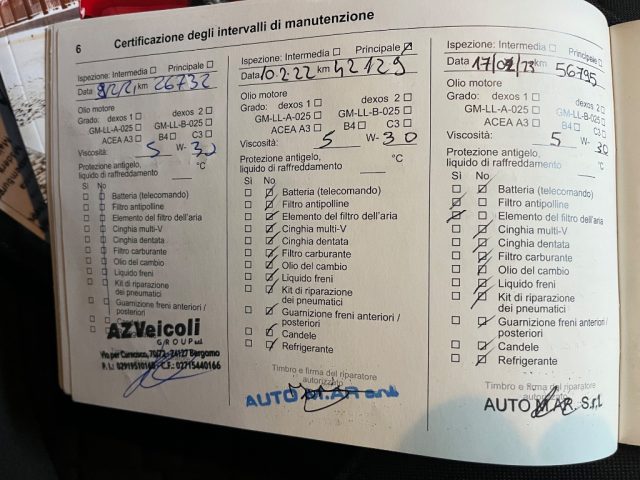 6 Certificazione degli intervalli di manutenzione
Ispezione: Intermedia Principale
Data km 26732
Olio motore
Grado: dexos 1 dexos 2
GM-LL-A-025 GM-LL-B-025
ACEA A3 B4 C3
Viscosità: 5 W- 30
Protezione antigelo,
liquido di raffreddamento °C
Sì No
Batteria (telecomando)
Filtro antipolline
Elemento del filtro dell'aria
Cinghia multi-V
Cinghia dentata
Filtro carburante
Olio del cambio
Liquido freni
Kit di riparazione
dei pneumatici
Guarnizione freni anteriori /
posteriori
AZVeicoli
GROUP
Via per Curnasco, 70/72 - 24127 Bergamo
Ispezione: Intermedia Principale
Data 10.2.22 km 42129
Olio motore
Grado: dexos 1 dexos 2
GM-LL-A-025 GM-LL-B-025
ACEA A3 B4 C3
Viscosità: 5 W- 30
Protezione antigelo,
liquido di raffreddamento °C
Sì No
Batteria (telecomando)
Filtro antipolline
Elemento del filtro dell'aria
Cinghia multi-V
Cinghia dentata
Filtro carburante
Olio del cambio
Liquido freni
Kit di riparazione
dei pneumatici
Guarnizione freni anteriori /
posteriori
Candele
Refrigerante
Timbro e firma del riparatore
autorizzato
AUTO M.AR
Ispezione: Intermedia Principale
Data 17/02/23 km 56795
Olio motore
Grado: dexos 1 dexos 2
GM-LL-A-025 GM-LL-B-025
ACEA A3 B4 C3
Viscosità: 5 W- 30
Protezione antigelo,
liquido di raffreddamento °C
Sì No
Batteria (telecomando)
Filtro antipolline
Elemento del filtro dell'aria
Cinghia multi-V
Cinghia dentata
Filtro carburante
Olio del cambio
Liquido freni
Kit di riparazione
dei pneumatici
Guarnizione freni anteriori /
posteriori
Candele
Refrigerante
Timbro e firma del riparatore
autorizzato
AUTO M.AR. S.r.l.